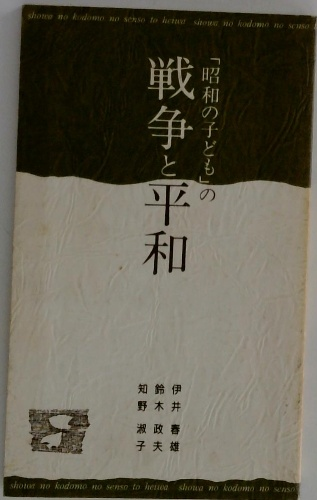 showa no kodomo no senso to heiwa showa no kodomo no senso
「昭和の子ども」の
戦争と平和
伊井春雄
鈴木政夫
知野淑子
showa no kodomo no senso to heiwa showa no kodomo no senso